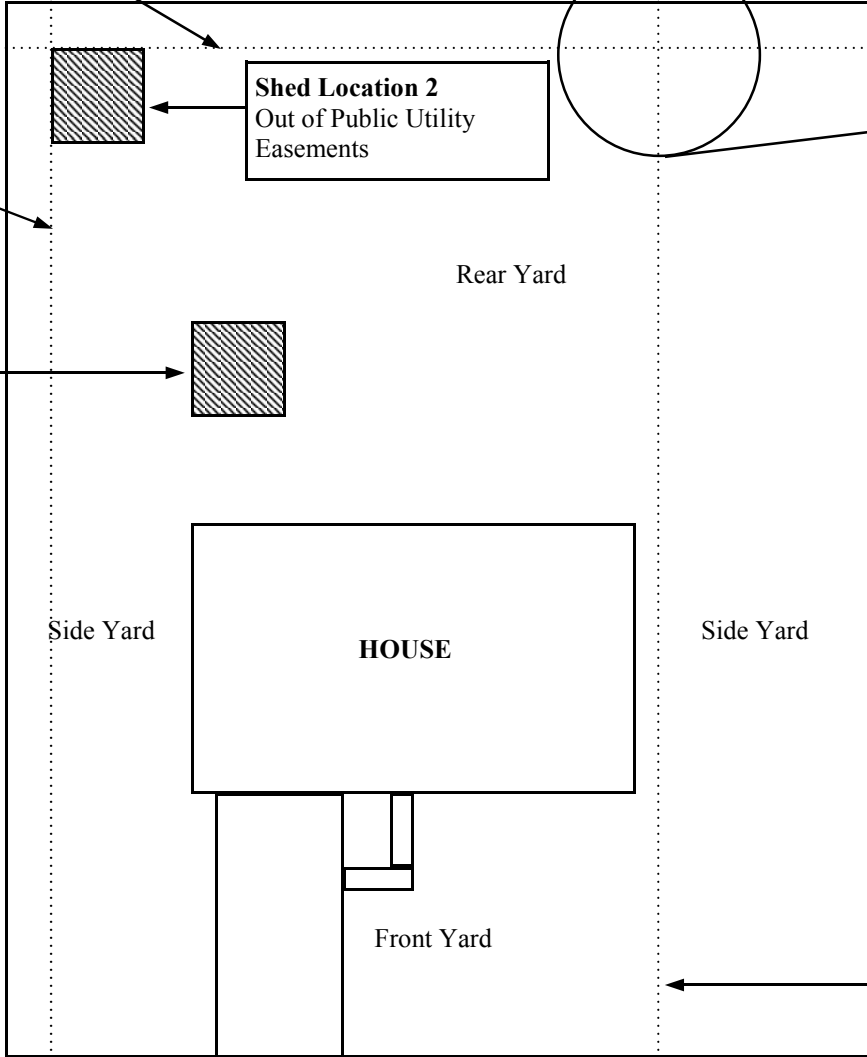 Shed Location 2
Out of Public Utility
Easements
Rear Yard
Side Yard
HOUSE
Side Yard
Front Yard